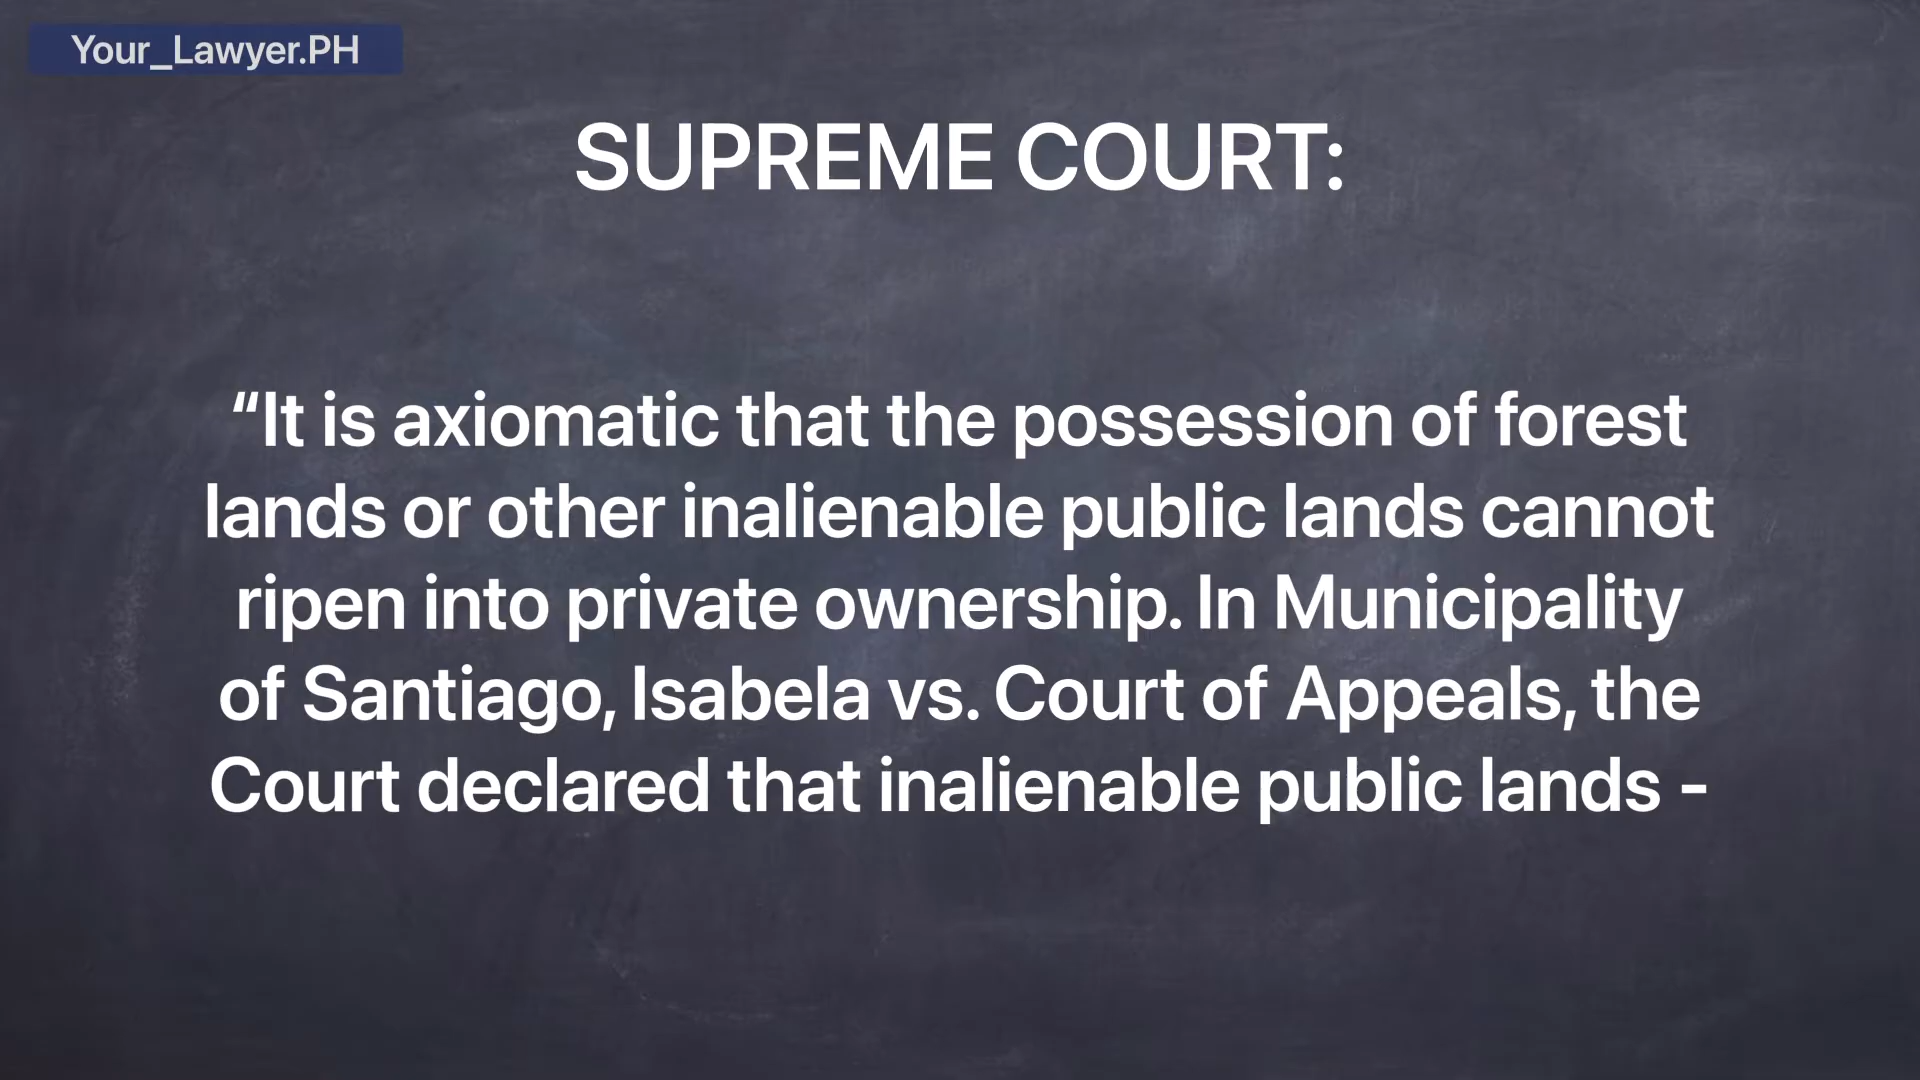 Your_Lawyer.PH
SUPREME COURT:
“It is axiomatic that the possession of forest
lands or other inalienable public lands cannot
ripen into private ownership. In Municipality
of Santiago, Isabela vs. Court of Appeals, the
Court declared that inalienable public lands -